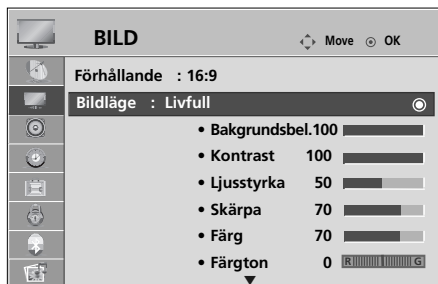 BILD Move OK
Förhållande : 16:9
Bildläge : Livfull
• Bakgrundsbel.100
• Kontrast 100
• Ljusstyrka 50
• Skärpa 70
• Färg 70
• Färgton 0 R G